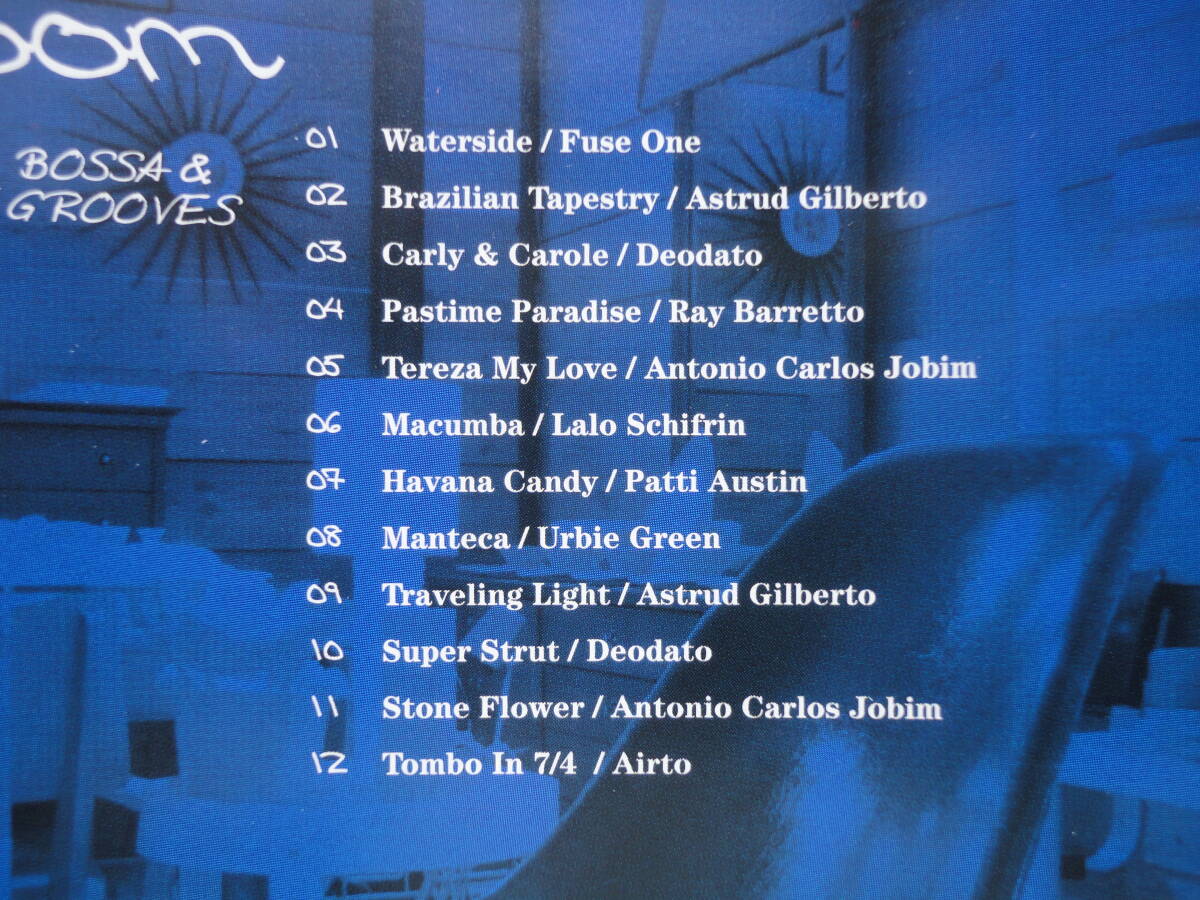 BOSSA &
GROOVES
01 Waterside / Fuse One
02 Brazilian Tapestry / Astrud Gilberto
03 Carly & Carole / Deodato
04 Pastime Paradise / Ray Barretto
05 Tereza My Love / Antonio Carlos Jobim
06 Macumba / Lalo Schifrin
07 Havana Candy / Patti Austin
08 Manteca / Urbie Green
09 Traveling Light / Astrud Gilberto
10 Super Strut / Deodato
11 Stone Flower / Antonio Carlos Jobim
12 Tombo In 7/4 / Airto